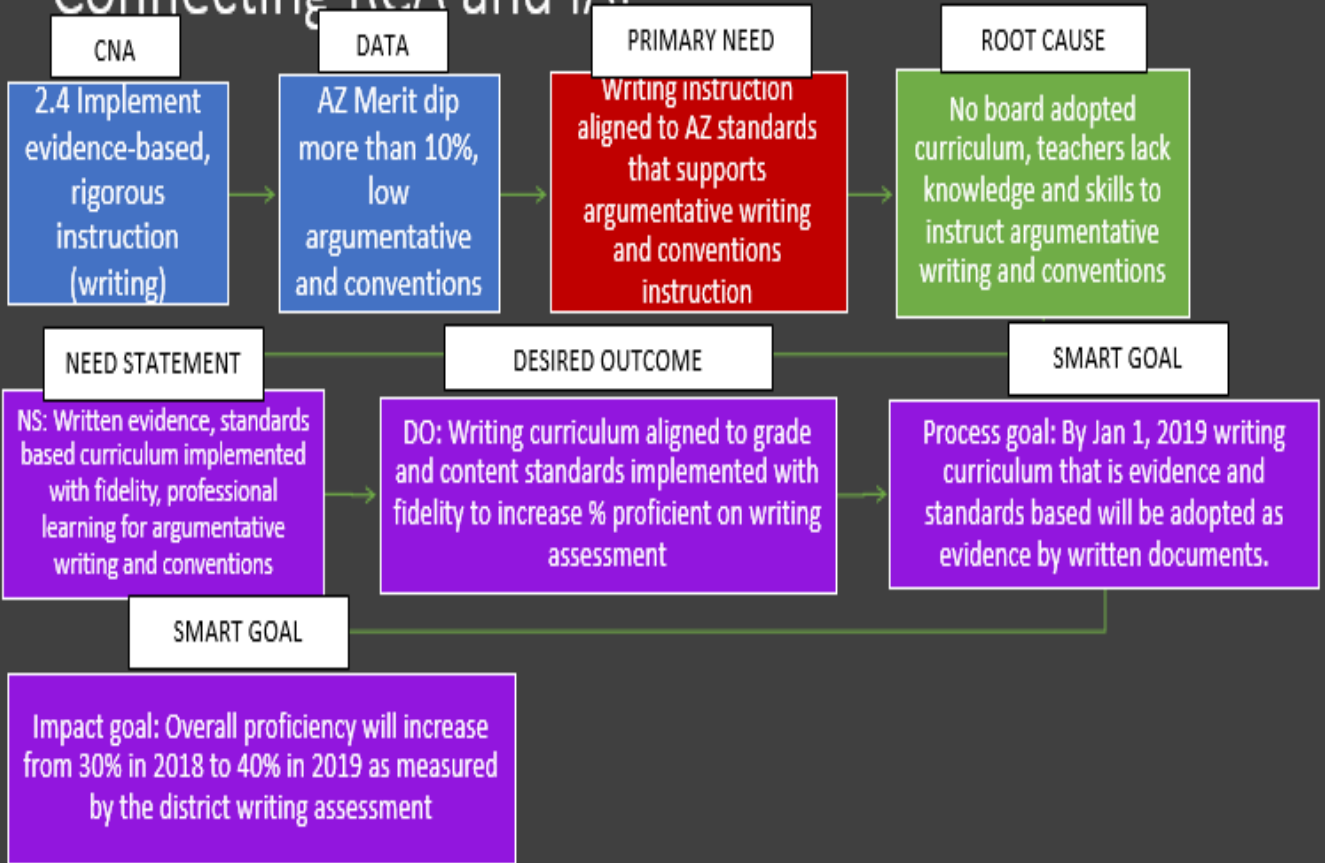 Connecting RCA and IAP
CNA
2.4 Implement
evidence-based,
rigorous
instruction
(writing)
DATA
AZ Merit dip
more than 10%,
low
argumentative
and conventions
PRIMARY NEED
Writing instruction
aligned to AZ standards
that supports
argumentative writing
and conventions
instruction
ROOT CAUSE
No board adopted
curriculum, teachers lack
knowledge and skills to
instruct argumentative
writing and conventions
NEED STATEMENT
NS: Written evidence, standards
based curriculum implemented
with fidelity, professional
learning for argumentative
writing and conventions
DESIRED OUTCOME
DO: Writing curriculum aligned to grade
and content standards implemented with
fidelity to increase % proficient on writing
assessment
SMART GOAL
Process goal: By Jan 1, 2019 writing
curriculum that is evidence and
standards based will be adopted as
evidence by written documents.
SMART GOAL
Impact goal: Overall proficiency will increase
from 30% in 2018 to 40% in 2019 as measured
by the district writing assessment